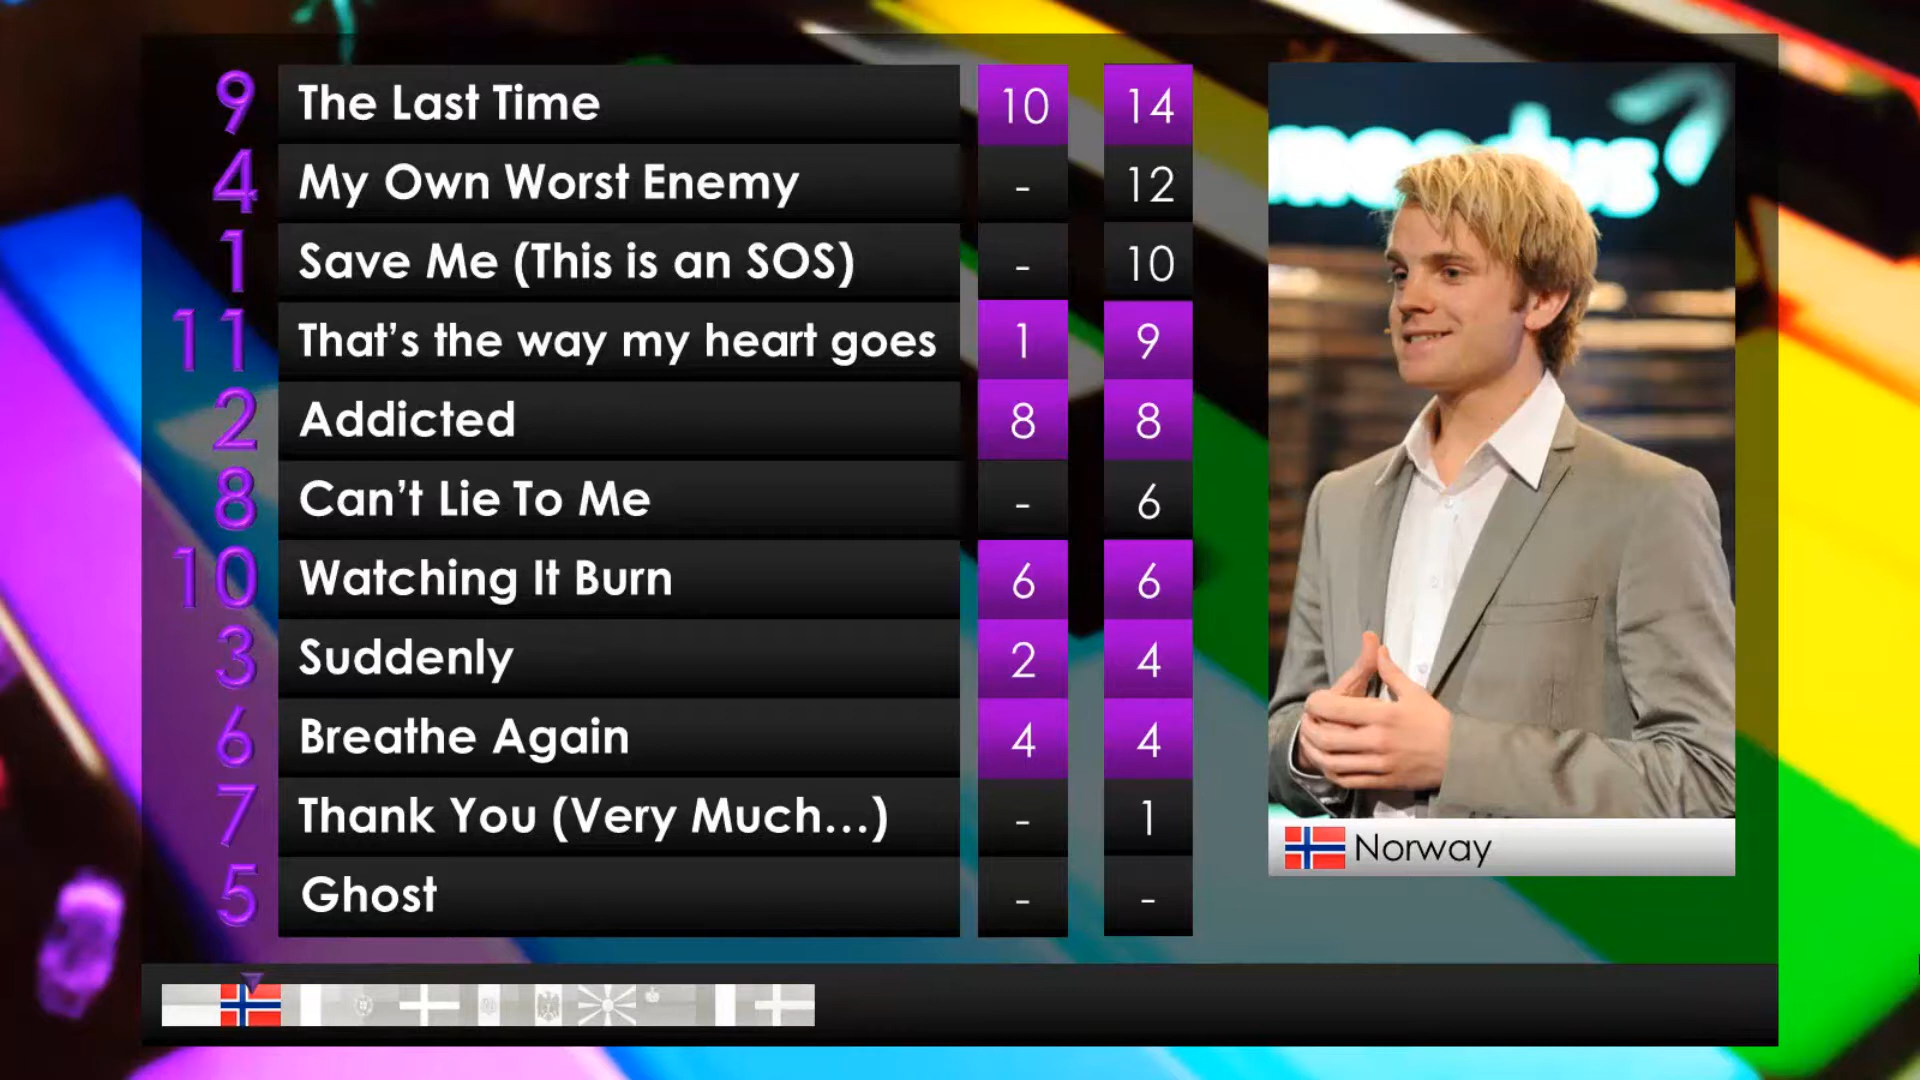 9 The Last Time 10 14
4 My Own Worst Enemy - 12
1 Save Me (This is an SOS) - 10
11 That's the way my heart goes 1 9
2 Addicted 8 8
8 Can't Lie To Me - 6
10 Watching It Burn 6 6
3 Suddenly 2 4
6 Breathe Again 4 4
7 Thank You (Very Much...) - 1
5 Ghost - -
Norway